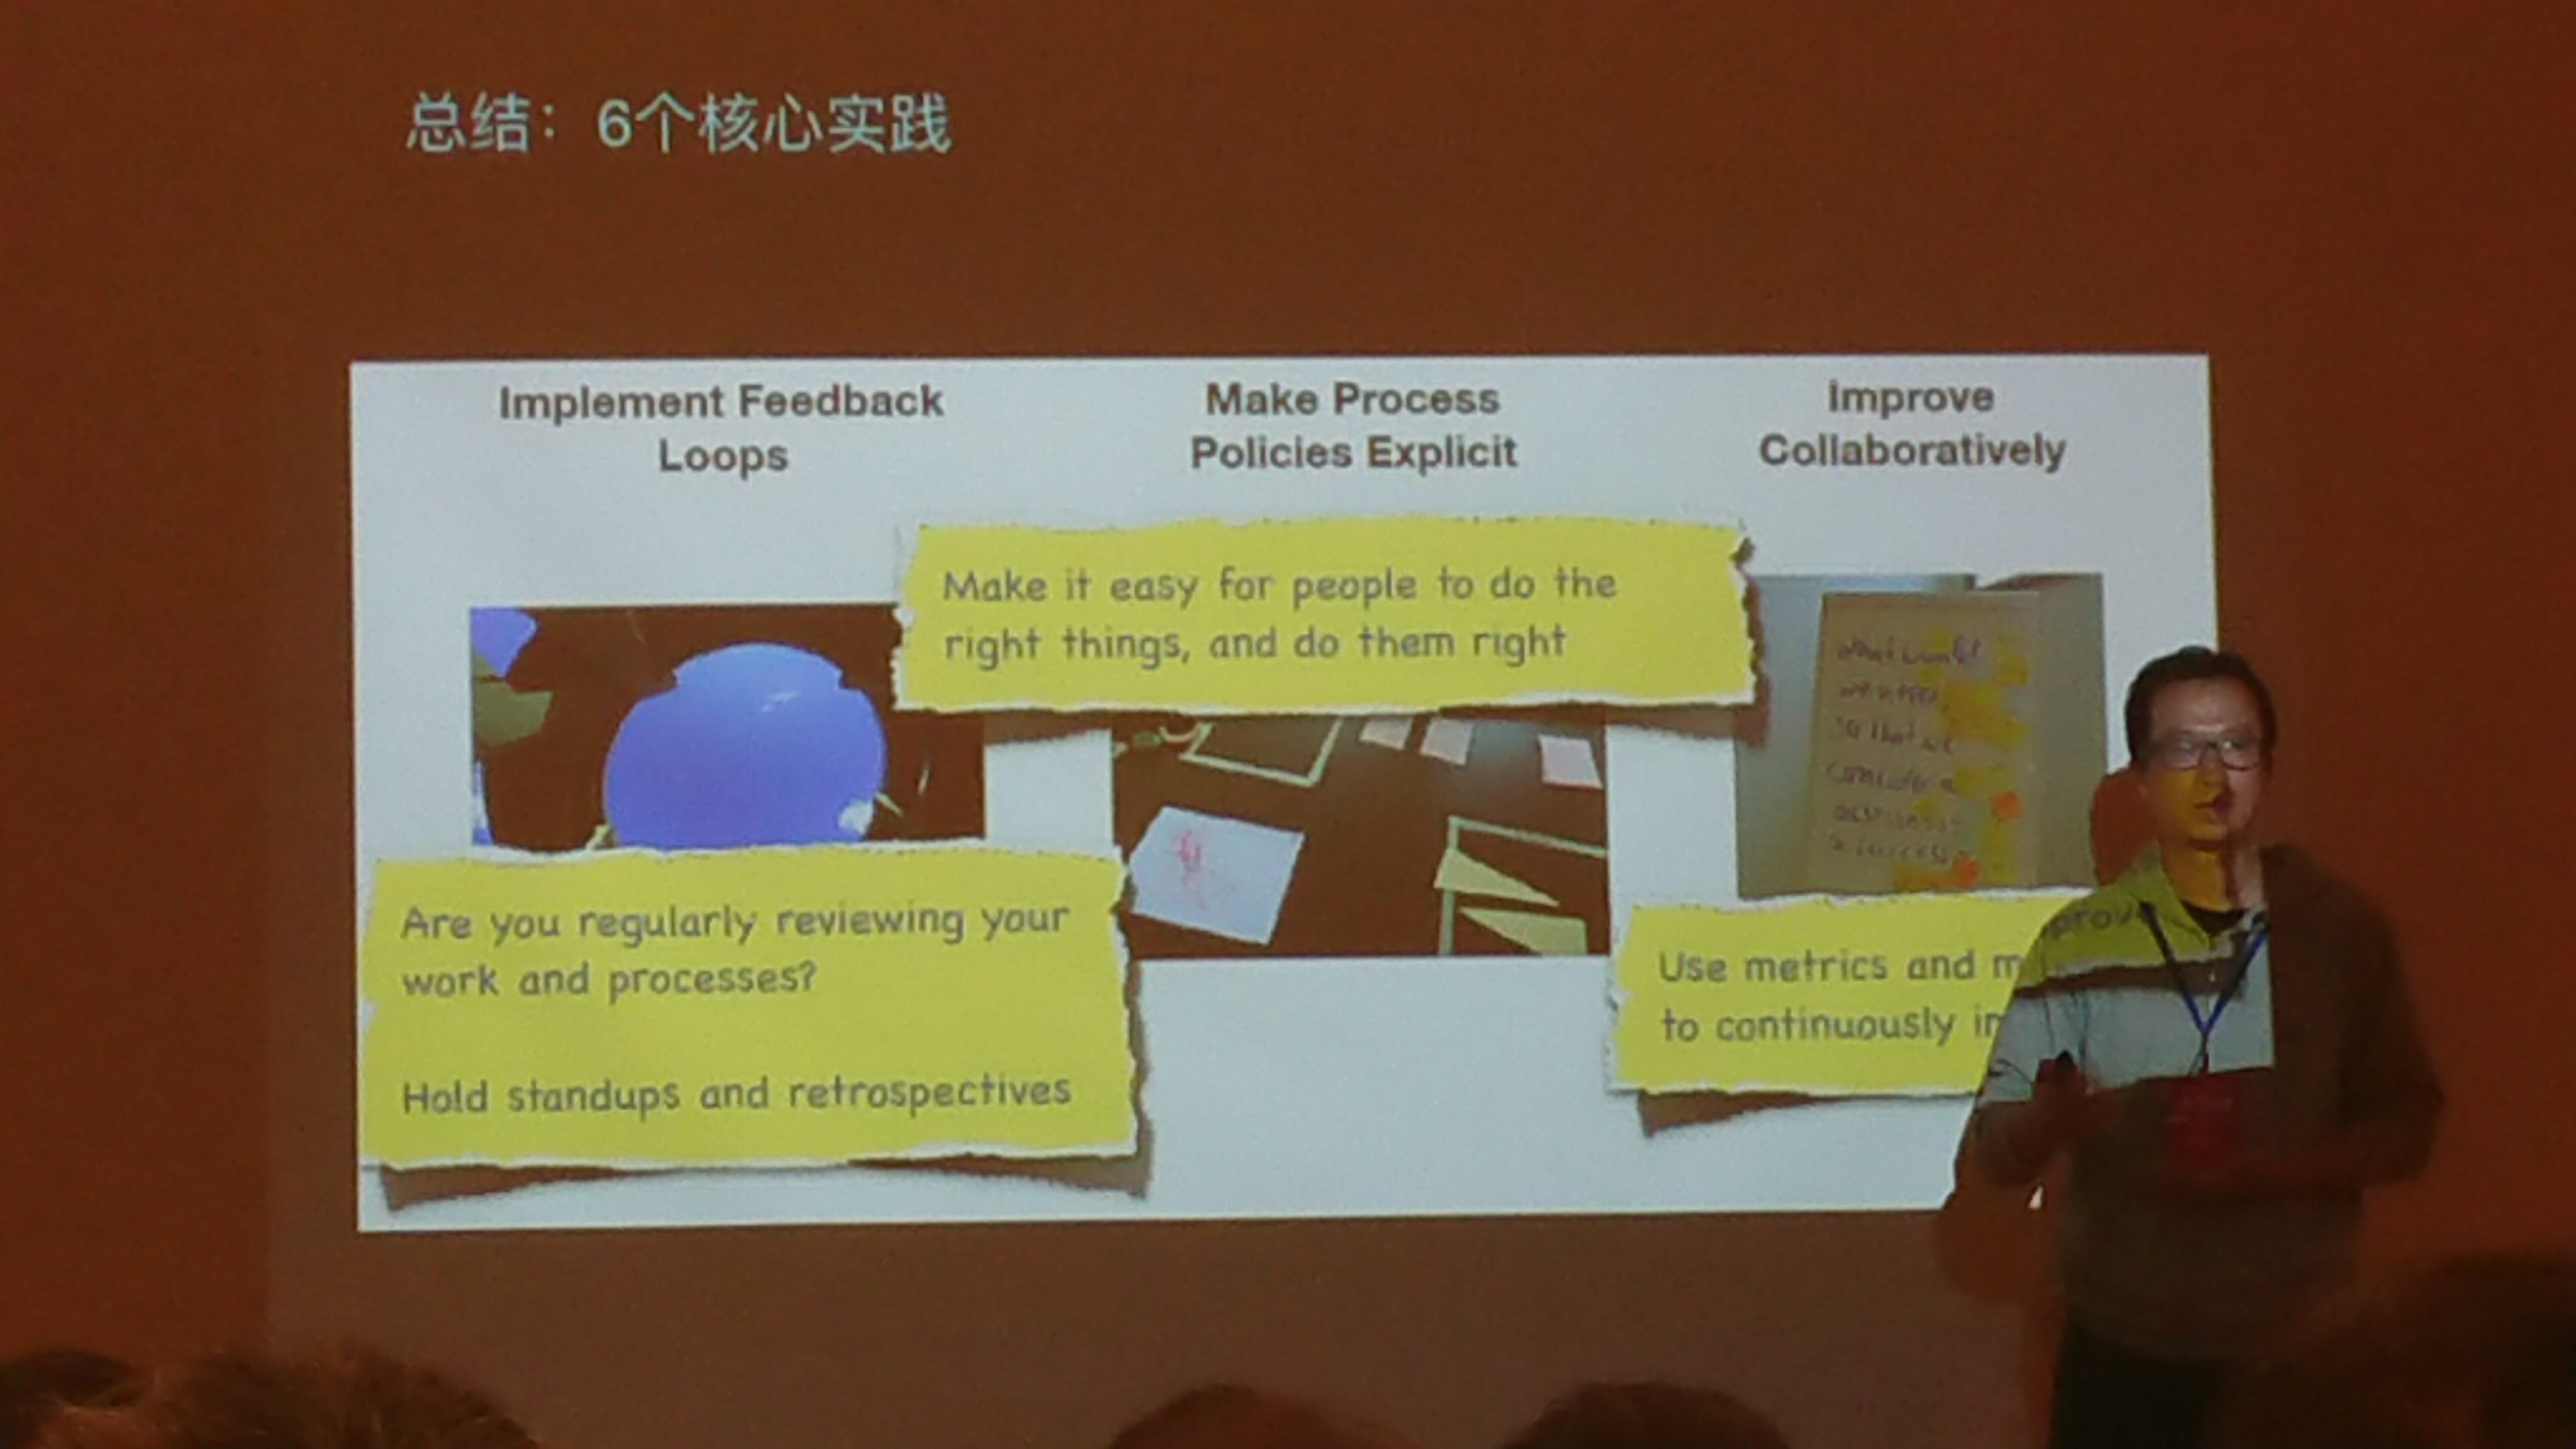 总结：6个核心实践
Implement Feedback
Loops
Make Process
Policies Explicit
Improve
Collaboratively
Make it easy for people to do the
right things, and do them right
Are you regularly reviewing your
work and processes?
Hold standups and retrospectives
Use metrics and
to continuously